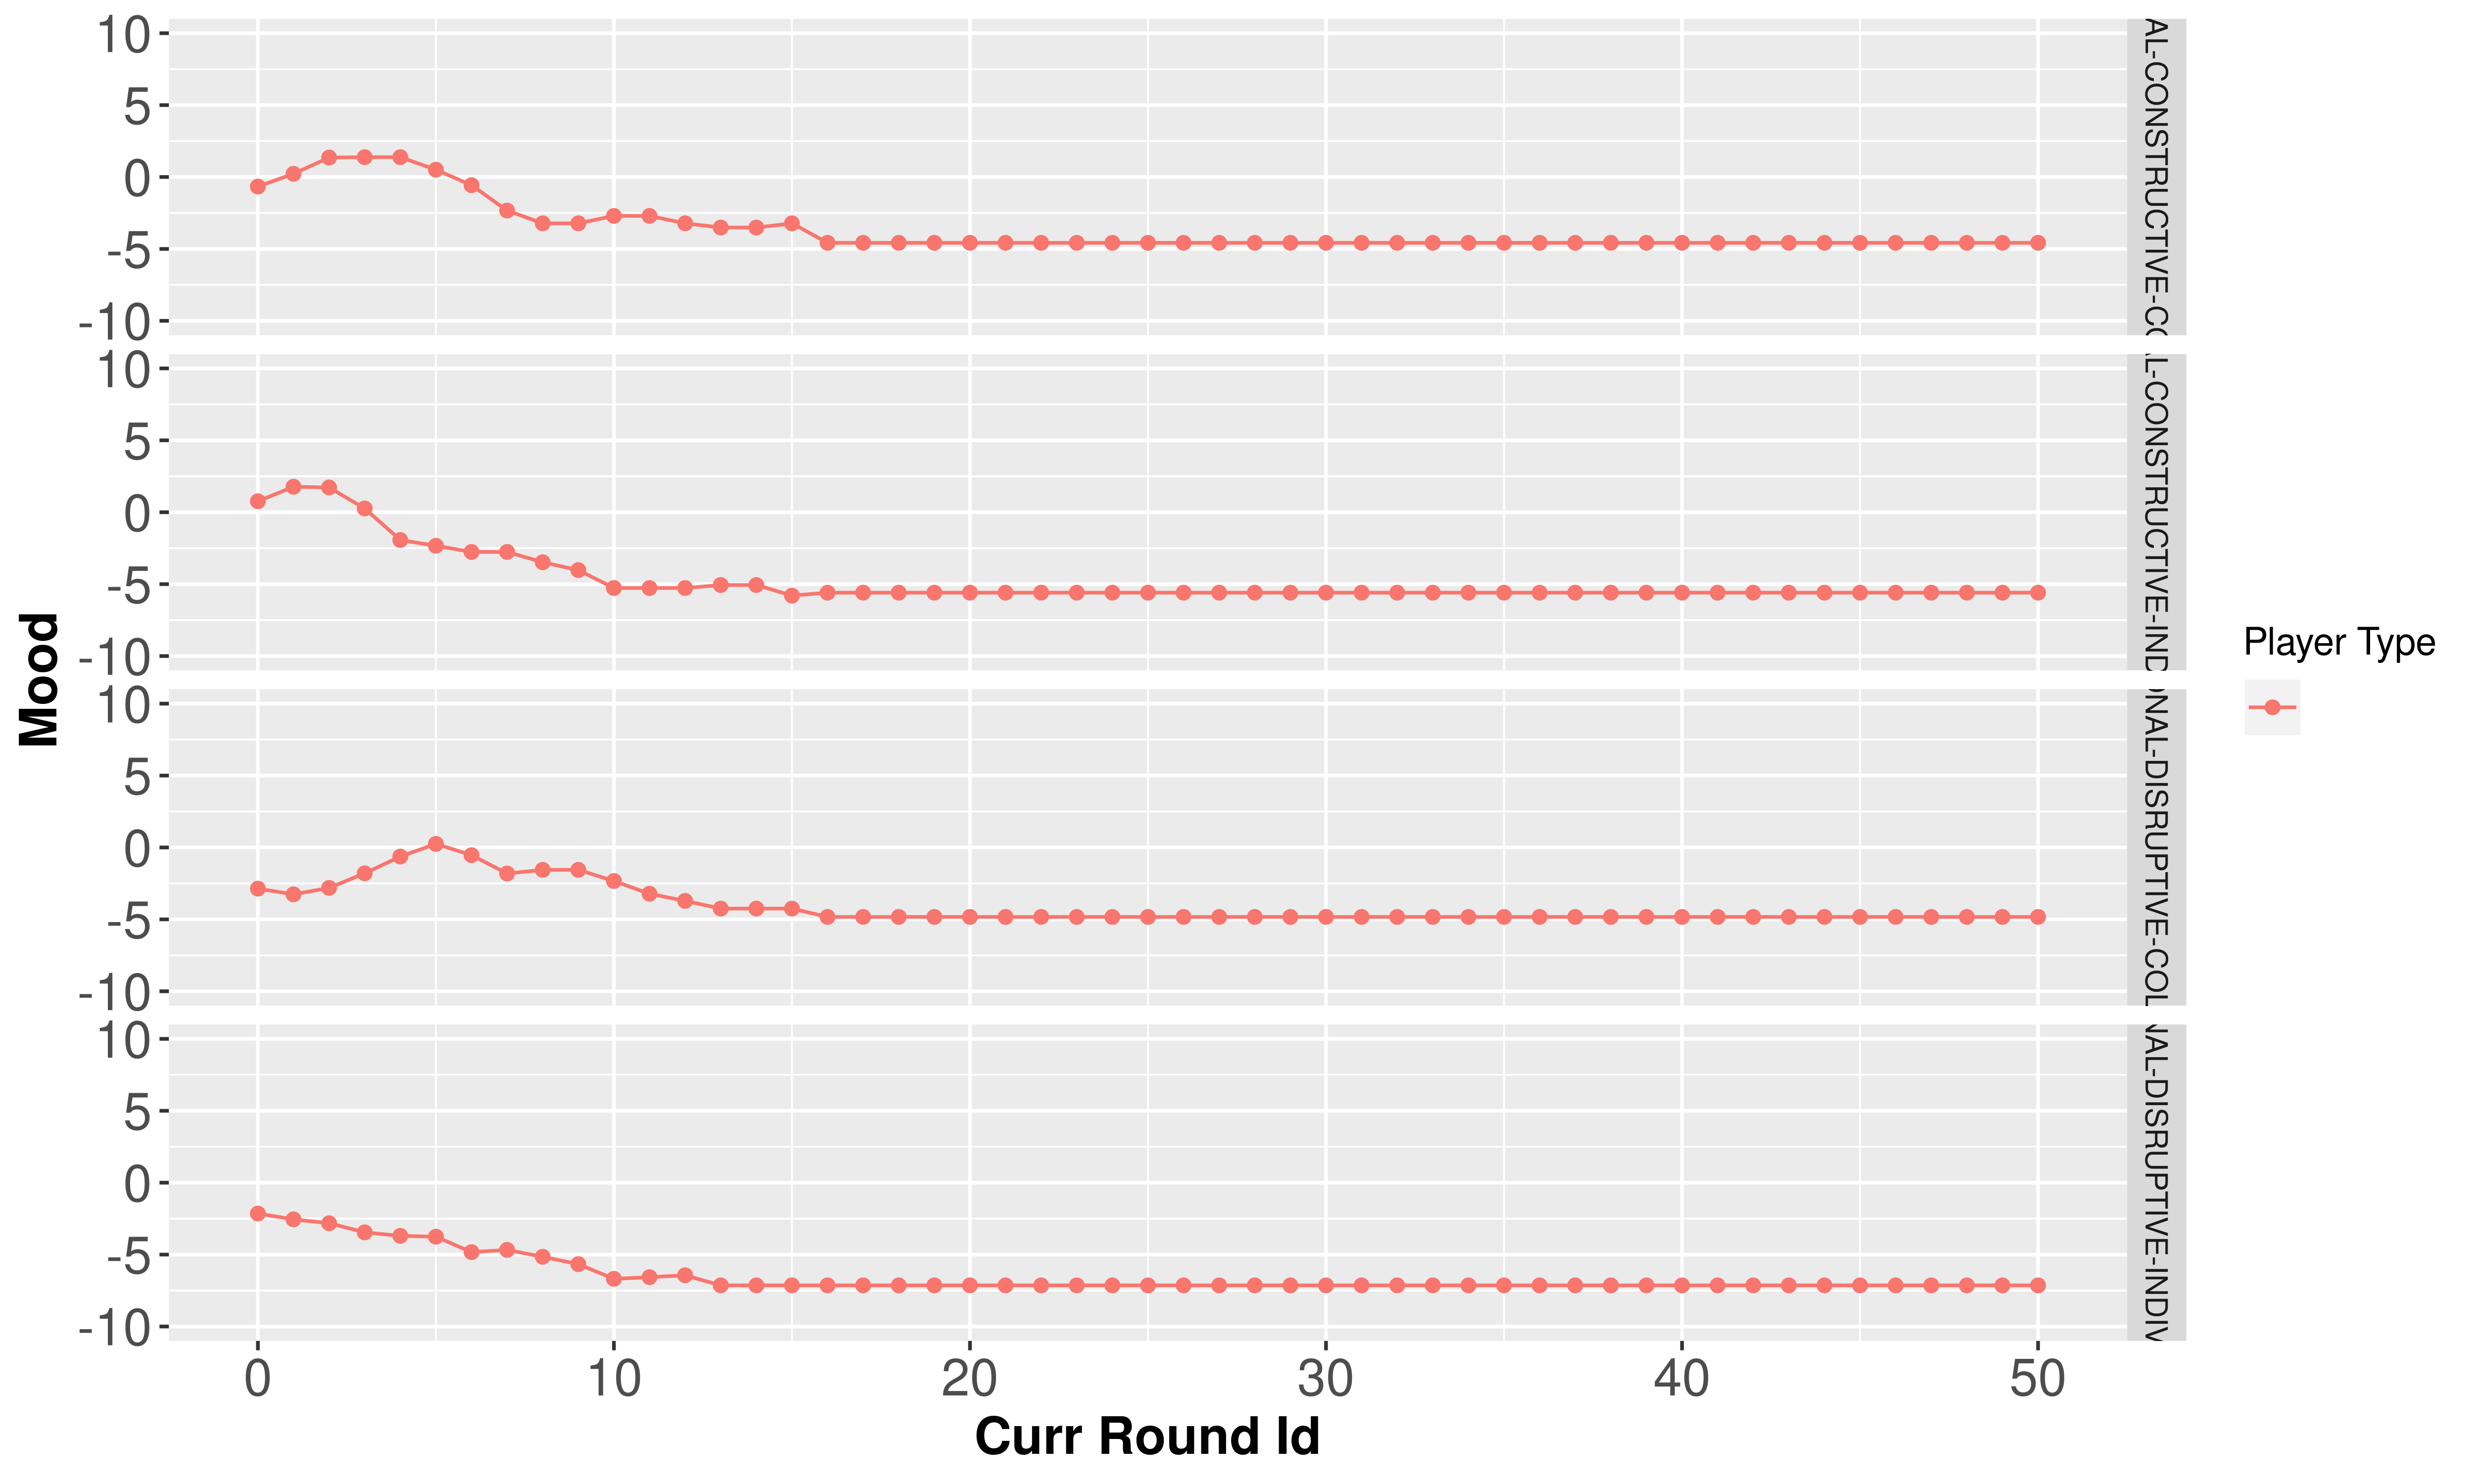 Mood
10
5
0
-5
-10
AL-CONSTRUCTIVE-CO
10
5
0
-5
-10
L-CONSTRUCTIVE-IND
10
5
0
-5
-10
NAL-DISRUPTIVE-COL
10
5
0
-5
-10
AL-DISRUPTIVE-INDIV
0 10 20 30 40 50
Curr Round Id
Player Type